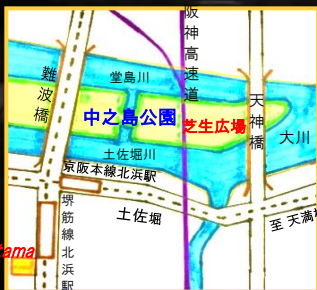 阪神高速道
難波橋
堂島川
天神橋
中之島公園
芝生広場
大川
土佐堀川
京阪本線北浜駅
土佐堀
至 天満
堺筋線北浜駅
tama